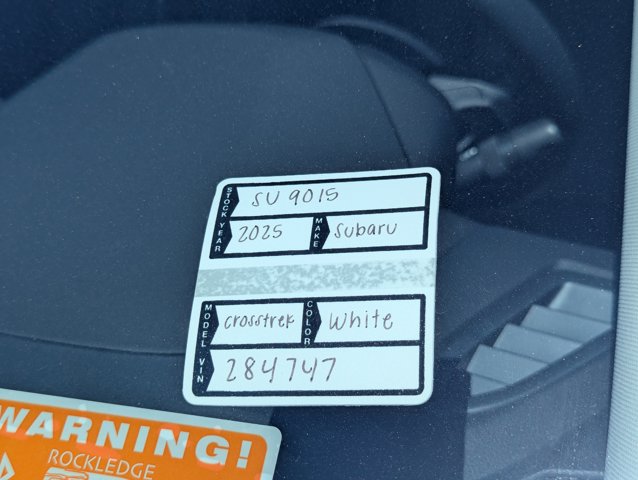 STOCK SU 9015
YEAR 2025 MAKE Subaru
MODEL crosstrek COLOR White
VIN 284747
WARNING!
ROCKLEDGE